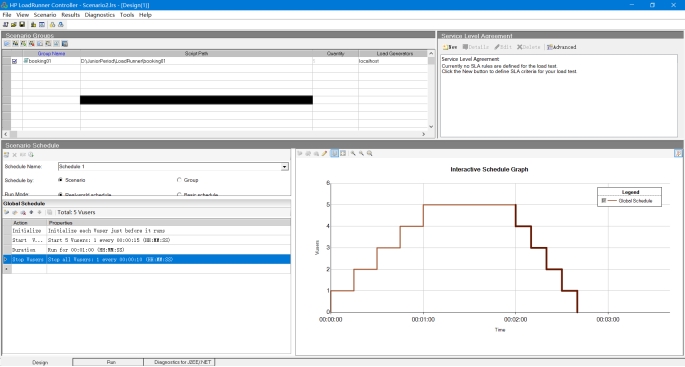 HP LoadRunner Controller - Scenario2.lrs - [Design(1)]
File View Scenario Results Diagnostics Tools Help
Scenario Groups
Group Name Script Path Quantity Load Generators
booking01 D:\JuniorPeriod\LoadRunner\booking01 localhost
Service Level Agreement
New Details Edit Delete Advanced
Service Level Agreement
Currently no SLA rules are defined for the load test.
Click the New button to define SLA criteria for your load test.
Scenario Schedule
Schedule Name: Schedule 1
Schedule by: Scenario Group
Run Mode: Real-world schedule Basic schedule
Global Schedule
Total: 5 Vusers
Action Properties
Initialize Initialize each Vuser just before it runs
Start V... Start 5 Vusers: 1 every 00:00:15 (HH:MM:SS)
Duration Run for 00:01:00 (HH:MM:SS)
Stop Vusers Stop all Vusers: 1 every 00:00:10 (HH:MM:SS)
Interactive Schedule Graph
Legend
Global Schedule
Vusers
6
5
4
3
2
1
0
00:00:00 00:01:00 00:02:00 00:03:00
Time
Design Run Diagnostics for J2EE/.NET